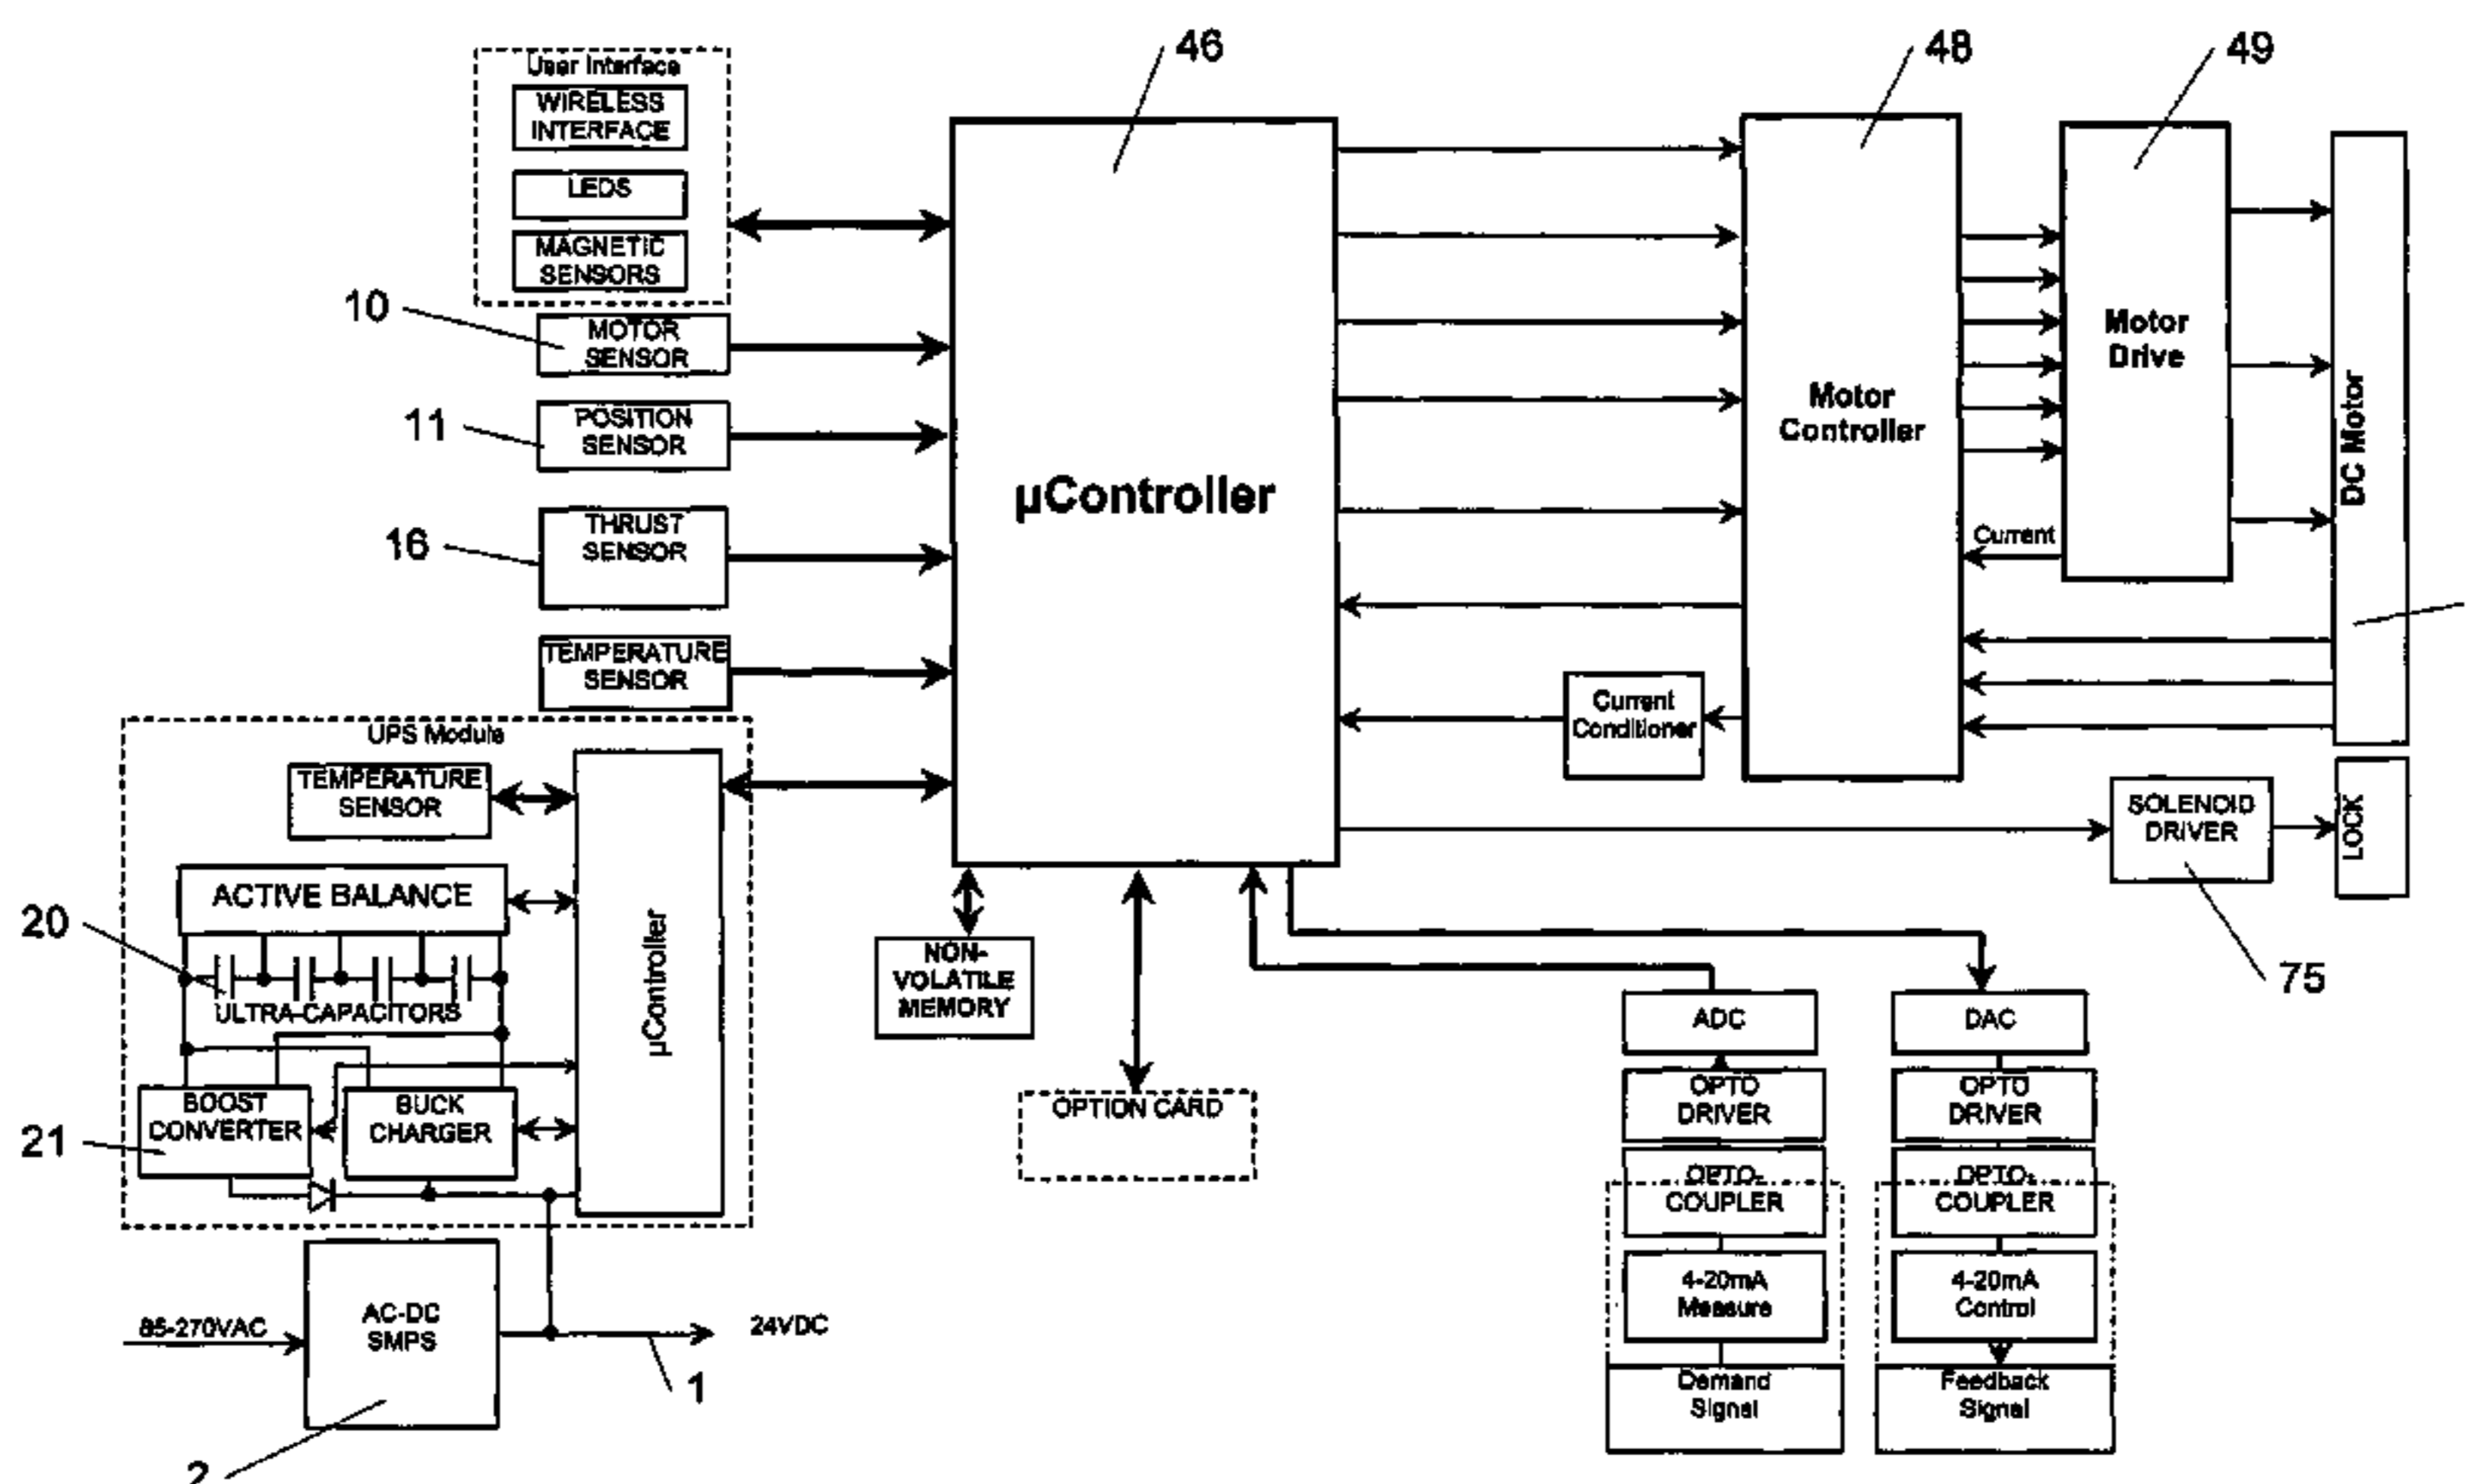 46
48
49
User Interface
WIRELESS
INTERFACE
LEDS
MAGNETIC
SENSORS
10
MOTOR
SENSOR
11
POSITION
SENSOR
16
THRUST
SENSOR
TEMPERATURE
SENSOR
µController
Motor
Controller
Motor
Drive
DC Motor
Current
Current
Conditioner
SOLENOID
DRIVER
LOCK
75
UPS Module
TEMPERATURE
SENSOR
ACTIVE BALANCE
20
ULTRA-CAPACITORS
µController
BOOST
CONVERTER
BUCK
CHARGER
21
NON-
VOLATILE
MEMORY
OPTION CARD
ADC
DAC
OPTO
DRIVER
OPTO
DRIVER
OPTO-
COUPLER
OPTO-
COUPLER
4-20mA
Measure
4-20mA
Control
Demand
Signal
Feedback
Signal
85-270VAC
AC-DC
SMPS
24VDC
1
2